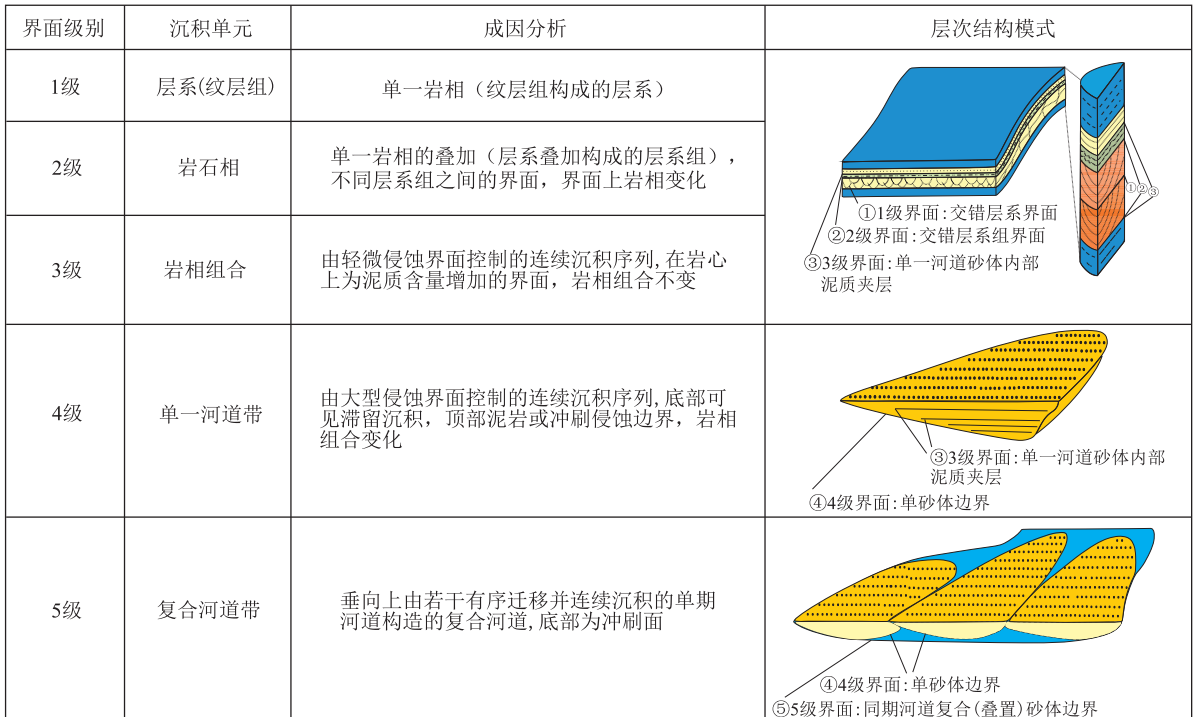 界面级别 沉积单元 成因分析 层次结构模式
1级 层系(纹层组) 单一岩相（纹层组构成的层系）
2级 岩石相 单一岩相的叠加（层系叠加构成的层系组），
不同层系组之间的界面，界面上岩相变化
3级 岩相组合 由轻微侵蚀界面控制的连续沉积序列,在岩心
上为泥质含量增加的界面，岩相组合不变
①②③
①1级界面:交错层系界面
②2级界面:交错层系组界面
③3级界面:单一河道砂体内部
泥质夹层
4级 单一河道带 由大型侵蚀界面控制的连续沉积序列,底部可
见滞留沉积，顶部泥岩或冲刷侵蚀边界，岩相
组合变化
③3级界面:单一河道砂体内部
泥质夹层
④4级界面:单砂体边界
5级 复合河道带 垂向上由若干有序迁移并连续沉积的单期
河道构造的复合河道,底部为冲刷面
④4级界面:单砂体边界
⑤5级界面:同期河道复合(叠置)砂体边界